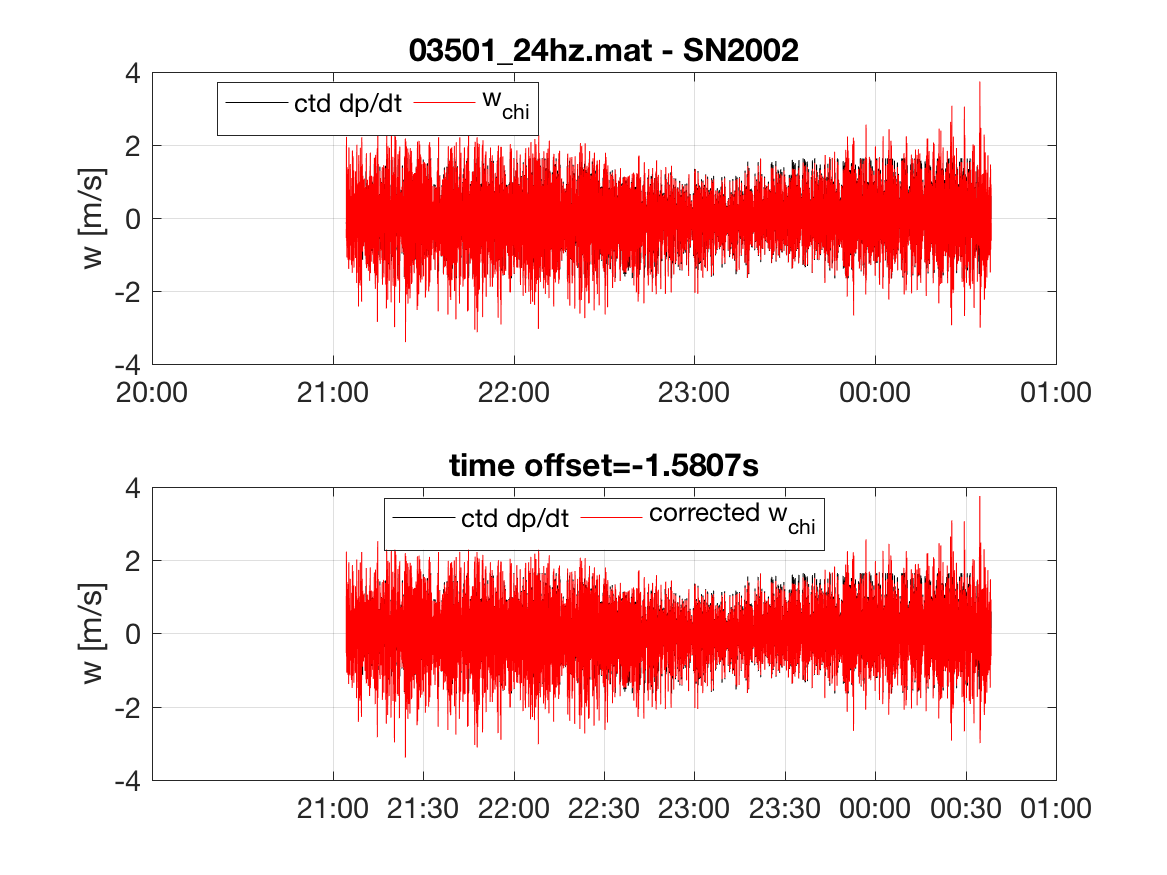 03501_24hz.mat - SN2002
ctd dp/dt w_chi
w [m/s]
4
2
0
-2
-4
20:00 21:00 22:00 23:00 00:00 01:00
time offset=-1.5807s
ctd dp/dt corrected w_chi
w [m/s]
4
2
0
-2
-4
21:00 21:30 22:00 22:30 23:00 23:30 00:00 00:30 01:00